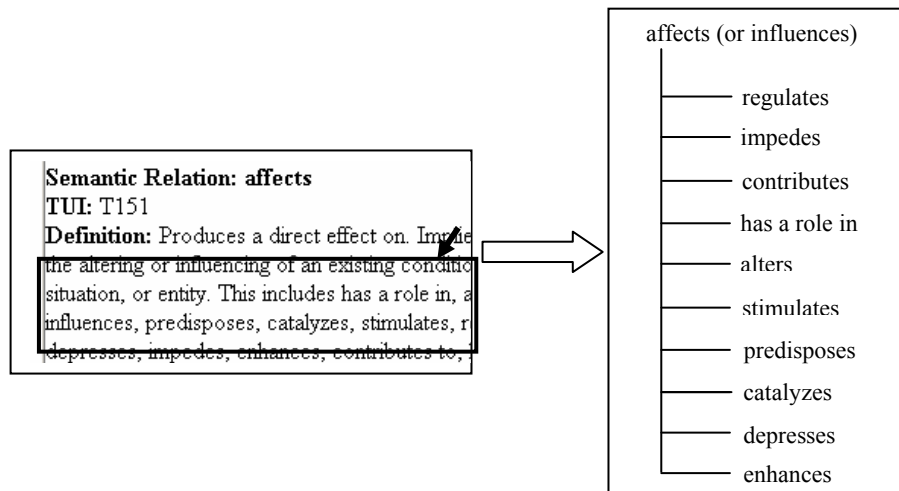 Semantic Relation: affects
TUI: T151
Definition: Produces a direct effect on.
the altering or influencing of an existing
situation, or entity. This includes has a role in,
influences, predisposes, catalyzes, stimulates,
depresses, impedes, enhances, contributes to,
affects (or influences)
regulates
impedes
contributes
has a role in
alters
stimulates
predisposes
catalyzes
depresses
enhances